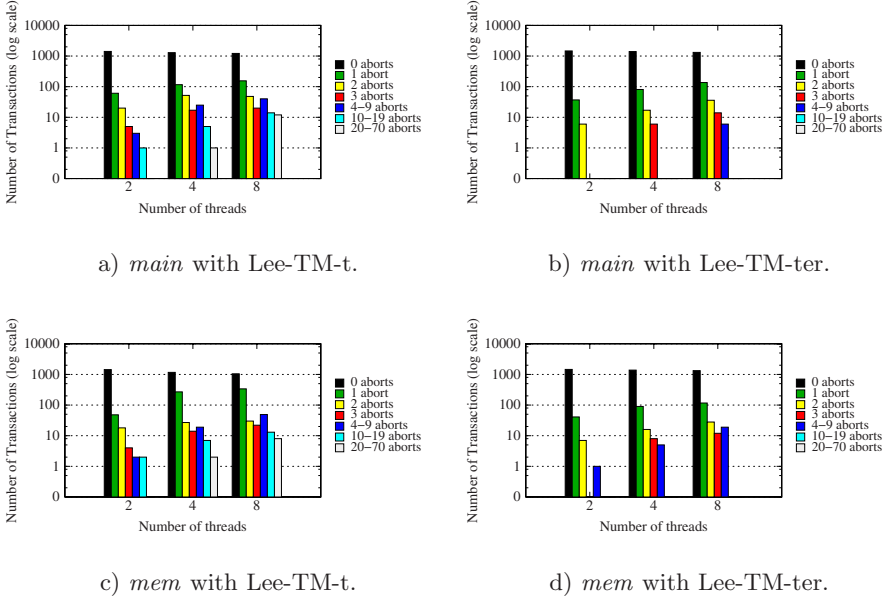 Number of Transactions (log scale)
10000
1000
100
10
1
0
2
4
8
Number of threads
0 aborts
1 abort
2 aborts
3 aborts
4−9 aborts
10−19 aborts
20−70 aborts
a) main with Lee-TM-t.
Number of Transactions (log scale)
10000
1000
100
10
1
0
2
4
8
Number of threads
0 aborts
1 abort
2 aborts
3 aborts
4−9 aborts
10−19 aborts
20−70 aborts
b) main with Lee-TM-ter.
Number of Transactions (log scale)
10000
1000
100
10
1
0
2
4
8
Number of threads
0 aborts
1 abort
2 aborts
3 aborts
4−9 aborts
10−19 aborts
20−70 aborts
c) mem with Lee-TM-t.
Number of Transactions (log scale)
10000
1000
100
10
1
0
2
4
8
Number of threads
0 aborts
1 abort
2 aborts
3 aborts
4−9 aborts
10−19 aborts
20−70 aborts
d) mem with Lee-TM-ter.